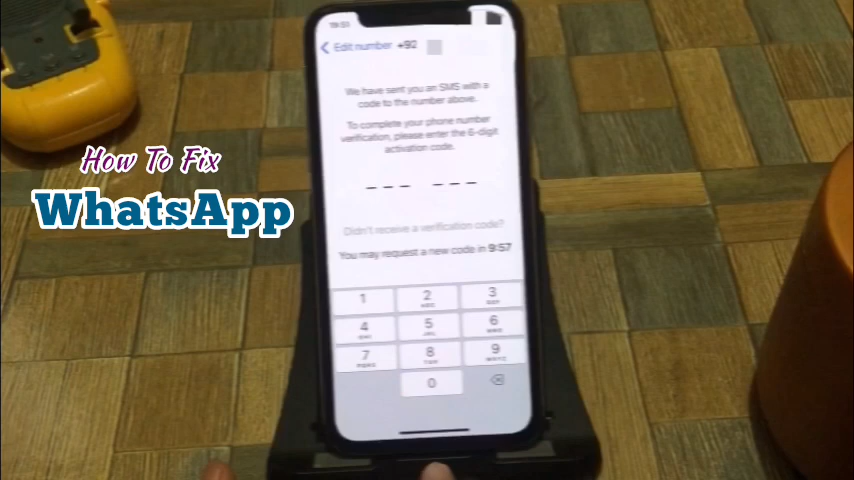 19:51
Edit number +92
We have sent you an SMS with a
code to the number above.
To complete your phone number
verification, please enter the 6-digit
activation code.
Didn't receive a verification code?
You may request a new code in 9:57
1
2
ABC
3
DEF
4
GHI
5
JKL
6
MNO
7
PQRS
8
TUV
9
WXYZ
0
How To Fix
WhatsApp